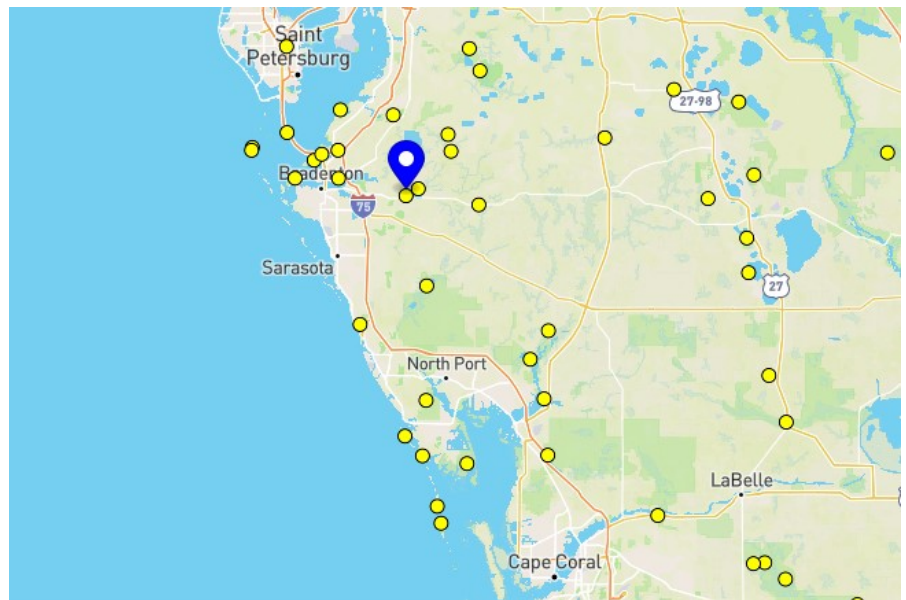 Saint
Petersburg
27-98
Bradenton
75
Sarasota
27
North Port
LaBelle
Cape Coral